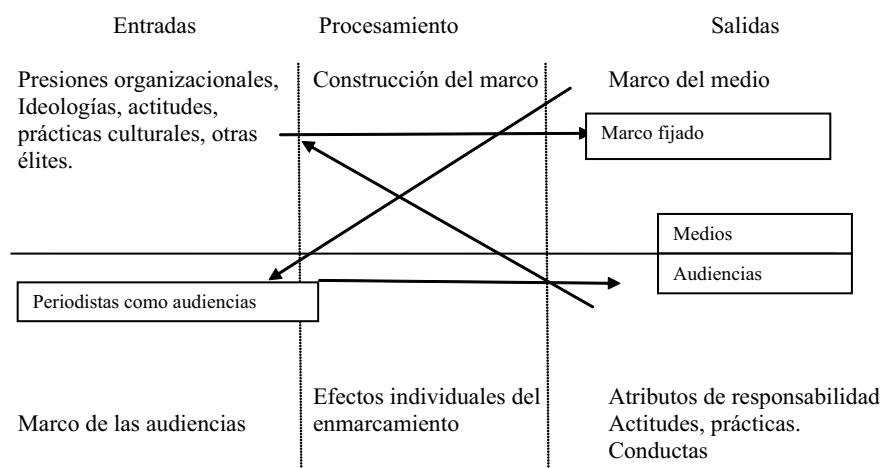 Entradas
Procesamiento
Salidas
Presiones organizacionales,
Ideologías, actitudes,
prácticas culturales, otras
élites.
Construcción del marco
Marco del medio
Marco fijado
Medios
Audiencias
Periodistas como audiencias
Marco de las audiencias
Efectos individuales del
enmarcamiento
Atributos de responsabilidad
Actitudes, prácticas.
Conductas